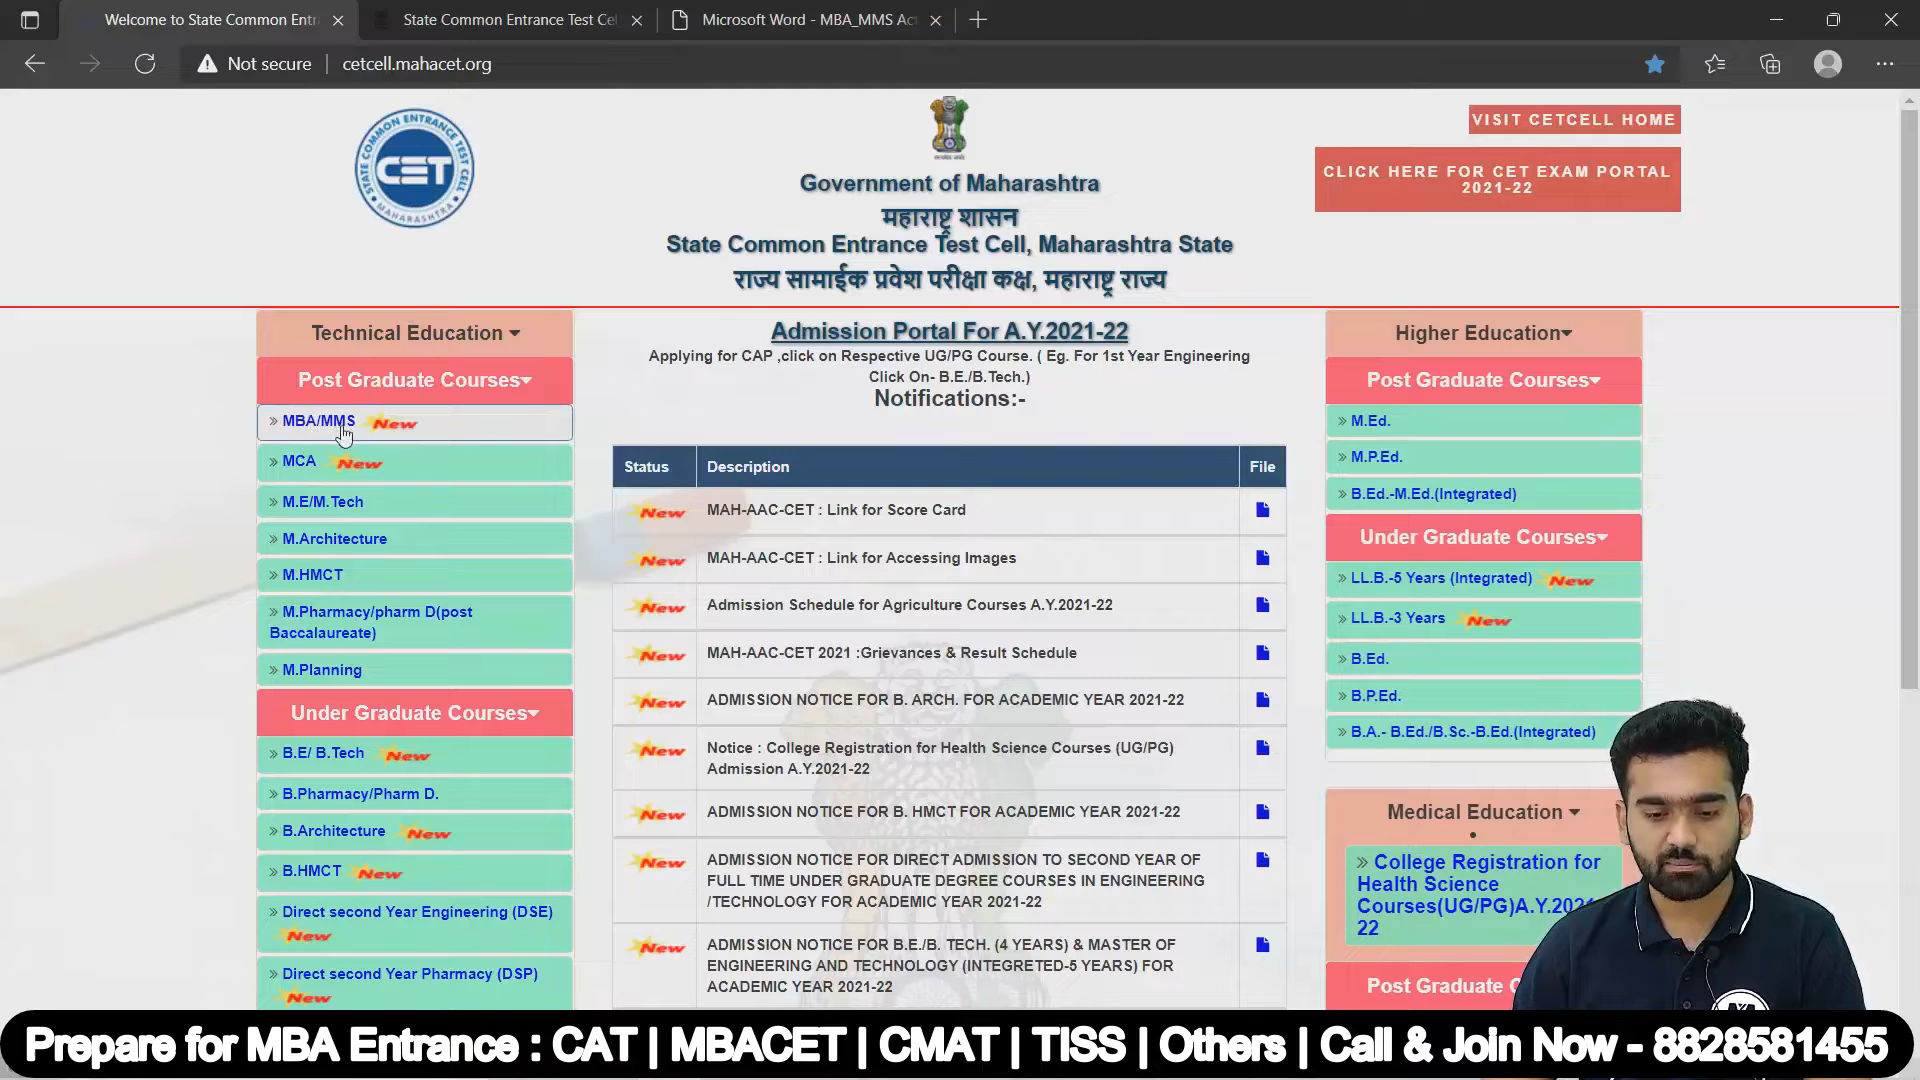 Welcome to State Common Entr
State Common Entrance Test Ce
Microsoft Word - MBA_MMS Ac
Not secure
cetcell.mahacet.org
STATE COMMON ENTRANCE TEST CELL
CET
MAHARASHTRA
Government of Maharashtra
महाराष्ट्र शासन
State Common Entrance Test Cell, Maharashtra State
राज्य सामाईक प्रवेश परीक्षा कक्ष, महाराष्ट्र राज्य
VISIT CETCELL HOME
CLICK HERE FOR CET EXAM PORTAL
2021-22
Technical Education
Post Graduate Courses
» MBA/MMS New
» MCA New
» M.E/M.Tech
» M.Architecture
» M.HMCT
» M.Pharmacy/pharm D(post
Baccalaureate)
» M.Planning
Under Graduate Courses
» B.E/ B.Tech New
» B.Pharmacy/Pharm D.
» B.Architecture New
» B.HMCT New
» Direct second Year Engineering (DSE)
New
» Direct second Year Pharmacy (DSP)
New
Admission Portal For A.Y.2021-22
Applying for CAP ,click on Respective UG/PG Course. ( Eg. For 1st Year Engineering
Click On- B.E./B.Tech.)
Notifications:-
Status Description File
New MAH-AAC-CET : Link for Score Card
New MAH-AAC-CET : Link for Accessing Images
New Admission Schedule for Agriculture Courses A.Y.2021-22
New MAH-AAC-CET 2021 :Grievances & Result Schedule
New ADMISSION NOTICE FOR B. ARCH. FOR ACADEMIC YEAR 2021-22
New Notice : College Registration for Health Science Courses (UG/PG)
Admission A.Y.2021-22
New ADMISSION NOTICE FOR B. HMCT FOR ACADEMIC YEAR 2021-22
New ADMISSION NOTICE FOR DIRECT ADMISSION TO SECOND YEAR OF
FULL TIME UNDER GRADUATE DEGREE COURSES IN ENGINEERING
/TECHNOLOGY FOR ACADEMIC YEAR 2021-22
New ADMISSION NOTICE FOR B.E./B. TECH. (4 YEARS) & MASTER OF
ENGINEERING AND TECHNOLOGY (INTEGRETED-5 YEARS) FOR
ACADEMIC YEAR 2021-22
Higher Education
Post Graduate Courses
» M.Ed.
» M.P.Ed.
» B.Ed.-M.Ed.(Integrated)
Under Graduate Courses
» LL.B.-5 Years (Integrated) New
» LL.B.-3 Years New
» B.Ed.
» B.P.Ed.
» B.A.- B.Ed./B.Sc.-B.Ed.(Integrated)
Medical Education
» College Registration for
Health Science
Courses(UG/PG)A.Y.2021
22
Post Graduate
Prepare for MBA Entrance : CAT | MBACET | CMAT | TISS | Others | Call & Join Now - 8828581455